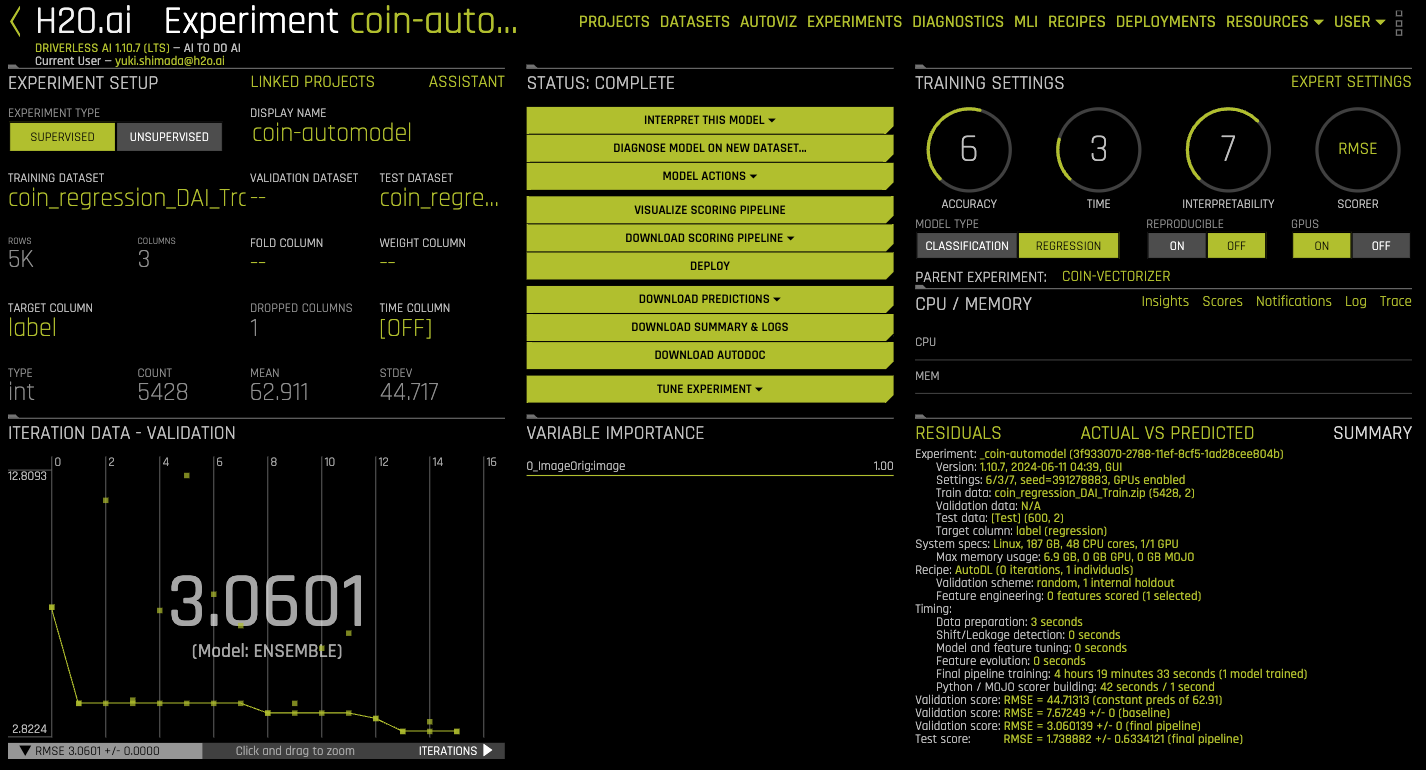 H2O.ai Experiment coin-auto...
PROJECTS DATASETS AUTOVIZ EXPERIMENTS DIAGNOSTICS MLI RECIPES DEPLOYMENTS RESOURCES USER
DRIVERLESS AI 1.10.7 (LTS) – AI TO DO AI
Current User – yuki.shimada@h2o.ai
EXPERIMENT SETUP LINKED PROJECTS ASSISTANT
EXPERIMENT TYPE DISPLAY NAME
SUPERVISED UNSUPERVISED coin-automodel
TRAINING DATASET VALIDATION DATASET TEST DATASET
coin_regression_DAI_Trc -- coin_regre...
ROWS COLUMNS FOLD COLUMN WEIGHT COLUMN
5K 3 -- --
TARGET COLUMN DROPPED COLUMNS TIME COLUMN
label 1 [OFF]
TYPE COUNT MEAN STDEV
int 5428 62.911 44.717
STATUS: COMPLETE
INTERPRET THIS MODEL
DIAGNOSE MODEL ON NEW DATASET...
MODEL ACTIONS
VISUALIZE SCORING PIPELINE
DOWNLOAD SCORING PIPELINE
DEPLOY
DOWNLOAD PREDICTIONS
DOWNLOAD SUMMARY & LOGS
DOWNLOAD AUTODOC
TUNE EXPERIMENT
TRAINING SETTINGS EXPERT SETTINGS
6 3 7 RMSE
ACCURACY TIME INTERPRETABILITY SCORER
MODEL TYPE REPRODUCIBLE GPUS
CLASSIFICATION REGRESSION ON OFF ON OFF
PARENT EXPERIMENT: COIN-VECTORIZER
CPU / MEMORY Insights Scores Notifications Log Trace
CPU
MEM
ITERATION DATA - VALIDATION
0 2 4 6 8 10 12 14 16
12.8093
3.0601
(Model: ENSEMBLE)
2.8224
RMSE 3.0601 +/- 0.0000 Click and drag to zoom ITERATIONS
VARIABLE IMPORTANCE
0_ImageOrig:image 1.00
RESIDUALS ACTUAL VS PREDICTED SUMMARY
Experiment: _coin-automodel (3f933070-2788-11ef-8cf5-1ad28cee804b)
Version: 1.10.7, 2024-06-11 04:39, GUI
Settings: 6/3/7, seed=391278883, GPUs enabled
Train data: coin_regression_DAI_Train.zip (5428, 2)
Validation data: N/A
Test data: [Test] (600, 2)
Target column: label (regression)
System specs: Linux, 187 GB, 48 CPU cores, 1/1 GPU
Max memory usage: 6.9 GB, 0 GB GPU, 0 GB MOJO
Recipe: AutoDL (0 iterations, 1 individuals)
Validation scheme: random, 1 internal holdout
Feature engineering: 0 features scored (1 selected)
Timing:
Data preparation: 3 seconds
Shift/Leakage detection: 0 seconds
Model and feature tuning: 0 seconds
Feature evolution: 0 seconds
Final pipeline training: 4 hours 19 minutes 33 seconds (1 model trained)
Python / MOJO scorer building: 42 seconds / 1 second
Validation score: RMSE = 44.71313 (constant preds of 62.91)
Validation score: RMSE = 7.67249 +/- 0 (baseline)
Validation score: RMSE = 3.060139 +/- 0 (final pipeline)
Test score: RMSE = 1.738882 +/- 0.6334121 (final pipeline)